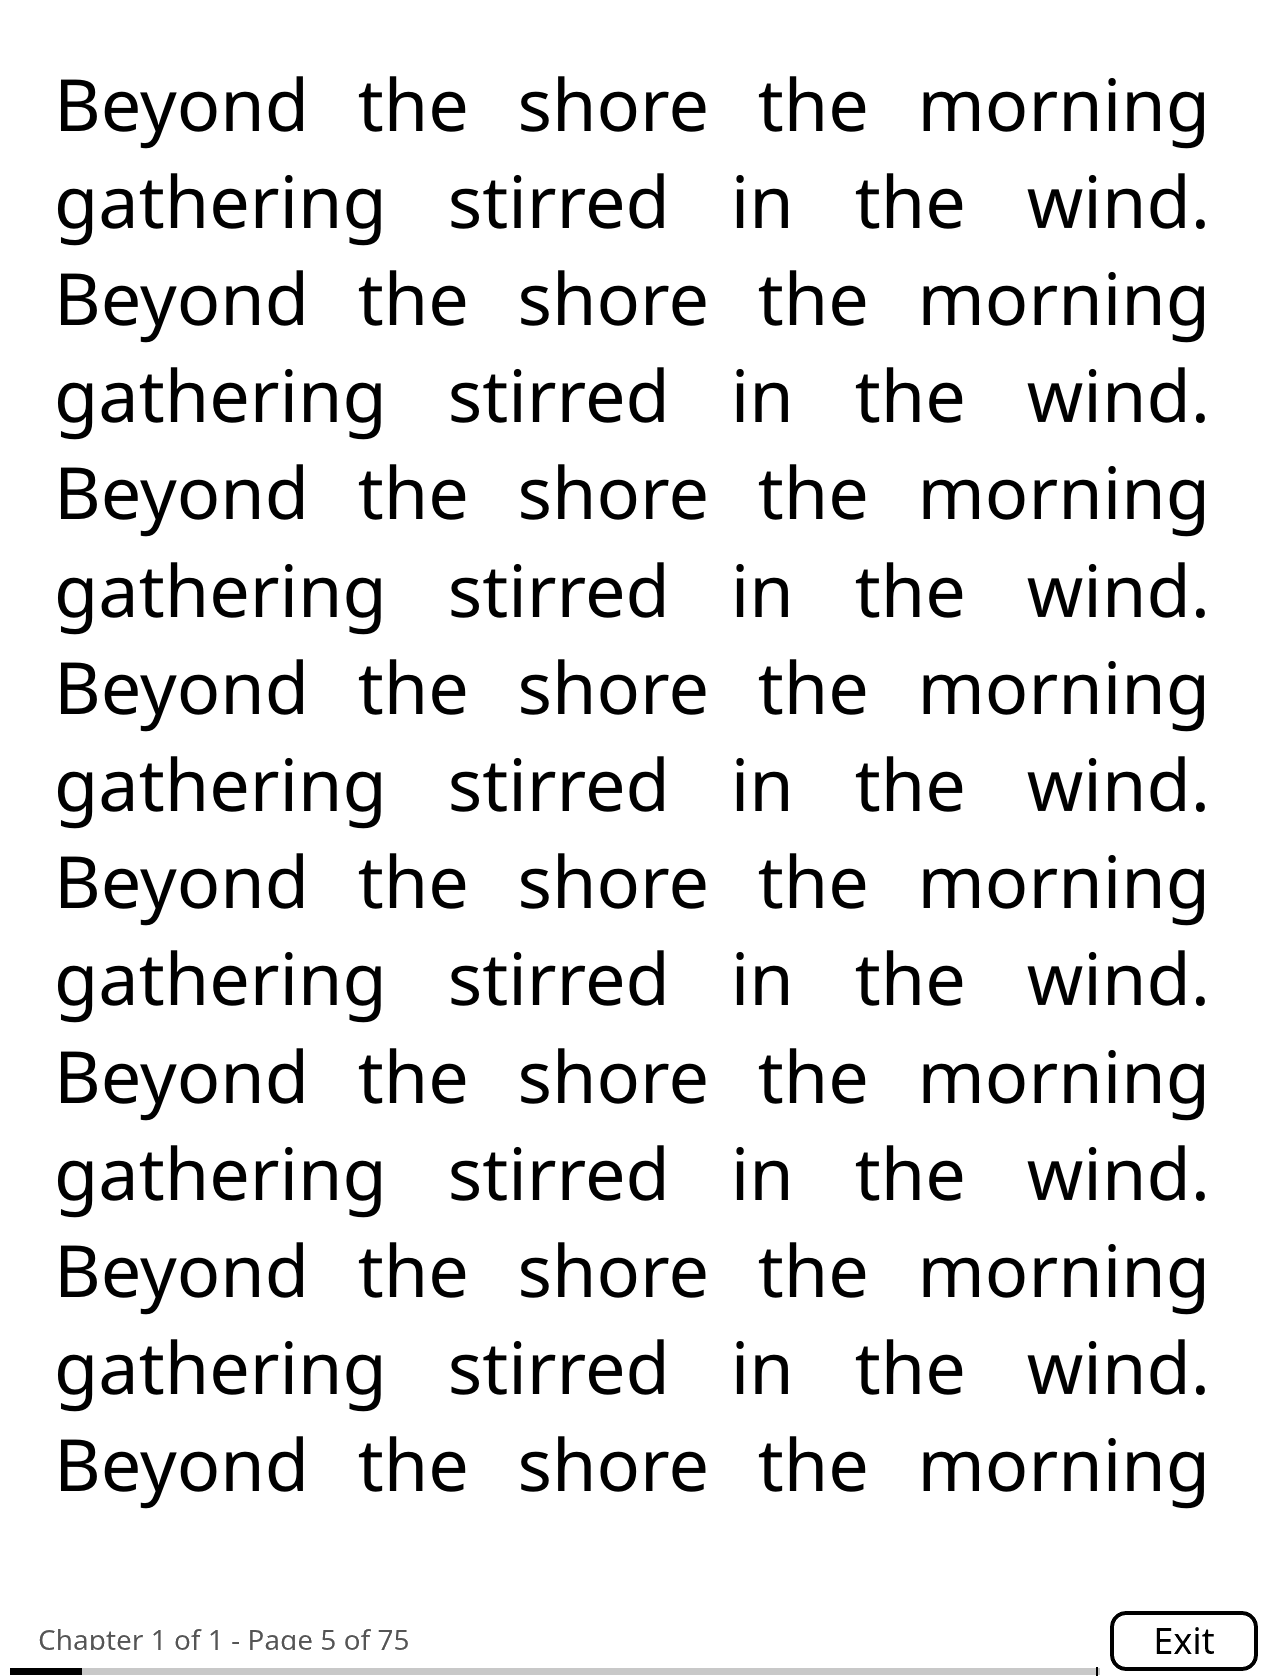 Beyond the shore the morning
gathering stirred in the wind.
Beyond the shore the morning
gathering stirred in the wind.
Beyond the shore the morning
gathering stirred in the wind.
Beyond the shore the morning
gathering stirred in the wind.
Beyond the shore the morning
gathering stirred in the wind.
Beyond the shore the morning
gathering stirred in the wind.
Beyond the shore the morning
gathering stirred in the wind.
Beyond the shore the morning
Chapter 1 of 1 - Page 5 of 75
Exit